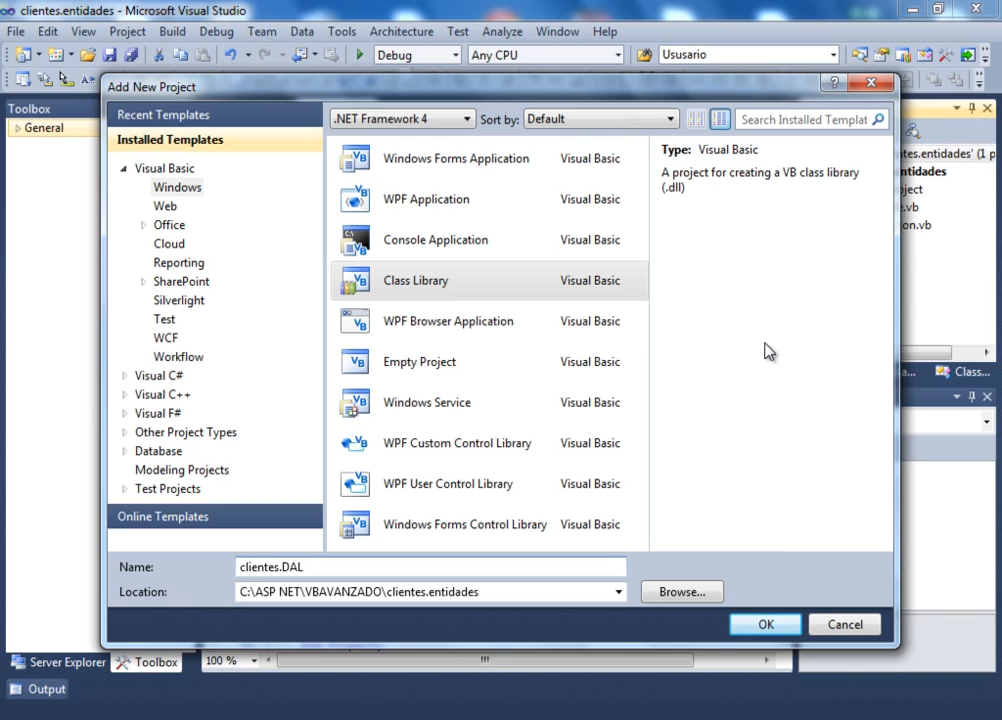 clientes.entidades - Microsoft Visual Studio
File Edit View Project Build Debug Team Data Tools Architecture Test Analyze Window Help
Debug Any CPU Ususario
Add New Project
Toolbox
General
Recent Templates
Installed Templates
Visual Basic
Windows
Web
Office
Cloud
Reporting
SharePoint
Silverlight
Test
WCF
Workflow
Visual C#
Visual C++
Visual F#
Other Project Types
Database
Modeling Projects
Test Projects
Online Templates
.NET Framework 4 Sort by: Default Search Installed Templat
Windows Forms Application Visual Basic
WPF Application Visual Basic
Console Application Visual Basic
Class Library Visual Basic
WPF Browser Application Visual Basic
Empty Project Visual Basic
Windows Service Visual Basic
WPF Custom Control Library Visual Basic
WPF User Control Library Visual Basic
Windows Forms Control Library Visual Basic
Type: Visual Basic
A project for creating a VB class library
(.dll)
tes.entidades' (1 p
ntidades
oject
e.vb
on.vb
a... Class...
Name: clientes.DAL
Location: C:\ASP NET\VBAVANZADO\clientes.entidades Browse...
OK Cancel
Server Explorer Toolbox 100 %
Output